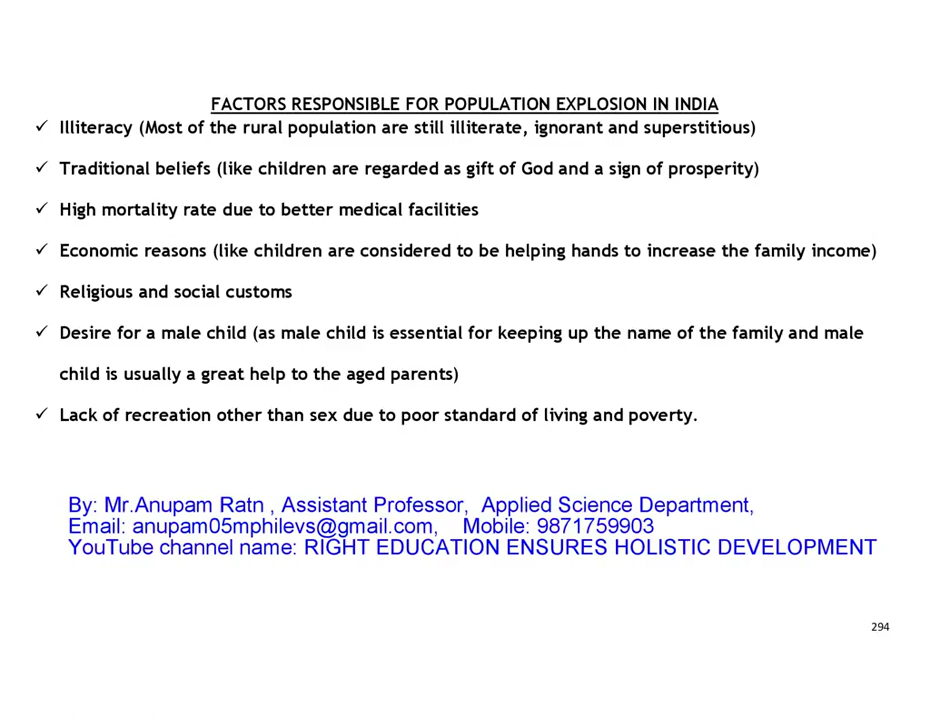 FACTORS RESPONSIBLE FOR POPULATION EXPLOSION IN INDIA
✓ Illiteracy (Most of the rural population are still illiterate, ignorant and superstitious)
✓ Traditional beliefs (like children are regarded as gift of God and a sign of prosperity)
✓ High mortality rate due to better medical facilities
✓ Economic reasons (like children are considered to be helping hands to increase the family income)
✓ Religious and social customs
✓ Desire for a male child (as male child is essential for keeping up the name of the family and male
child is usually a great help to the aged parents)
✓ Lack of recreation other than sex due to poor standard of living and poverty.
By: Mr.Anupam Ratn , Assistant Professor, Applied Science Department,
Email: anupam05mphilevs@gmail.com, Mobile: 9871759903
YouTube channel name: RIGHT EDUCATION ENSURES HOLISTIC DEVELOPMENT
294